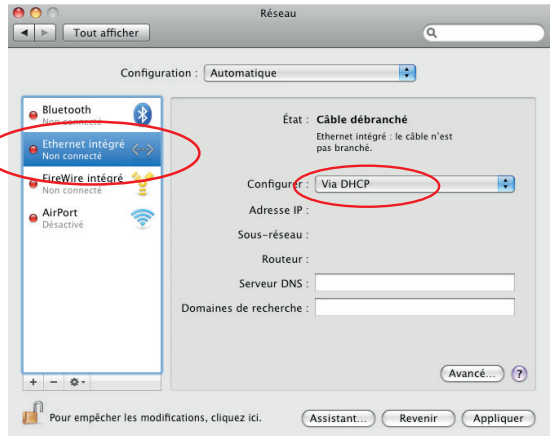 Réseau
Tout afficher
Configuration : Automatique
Bluetooth
Non connecté
Ethernet intégré
Non connecté
FireWire intégré
Non connecté
AirPort
Désactivé
État : Câble débranché
Ethernet intégré : le câble n'est
pas branché.
Configurer : Via DHCP
Adresse IP :
Sous-réseau :
Routeur :
Serveur DNS :
Domaines de recherche :
Avancé... ?
Pour empêcher les modifications, cliquez ici.
Assistant... Revenir Appliquer